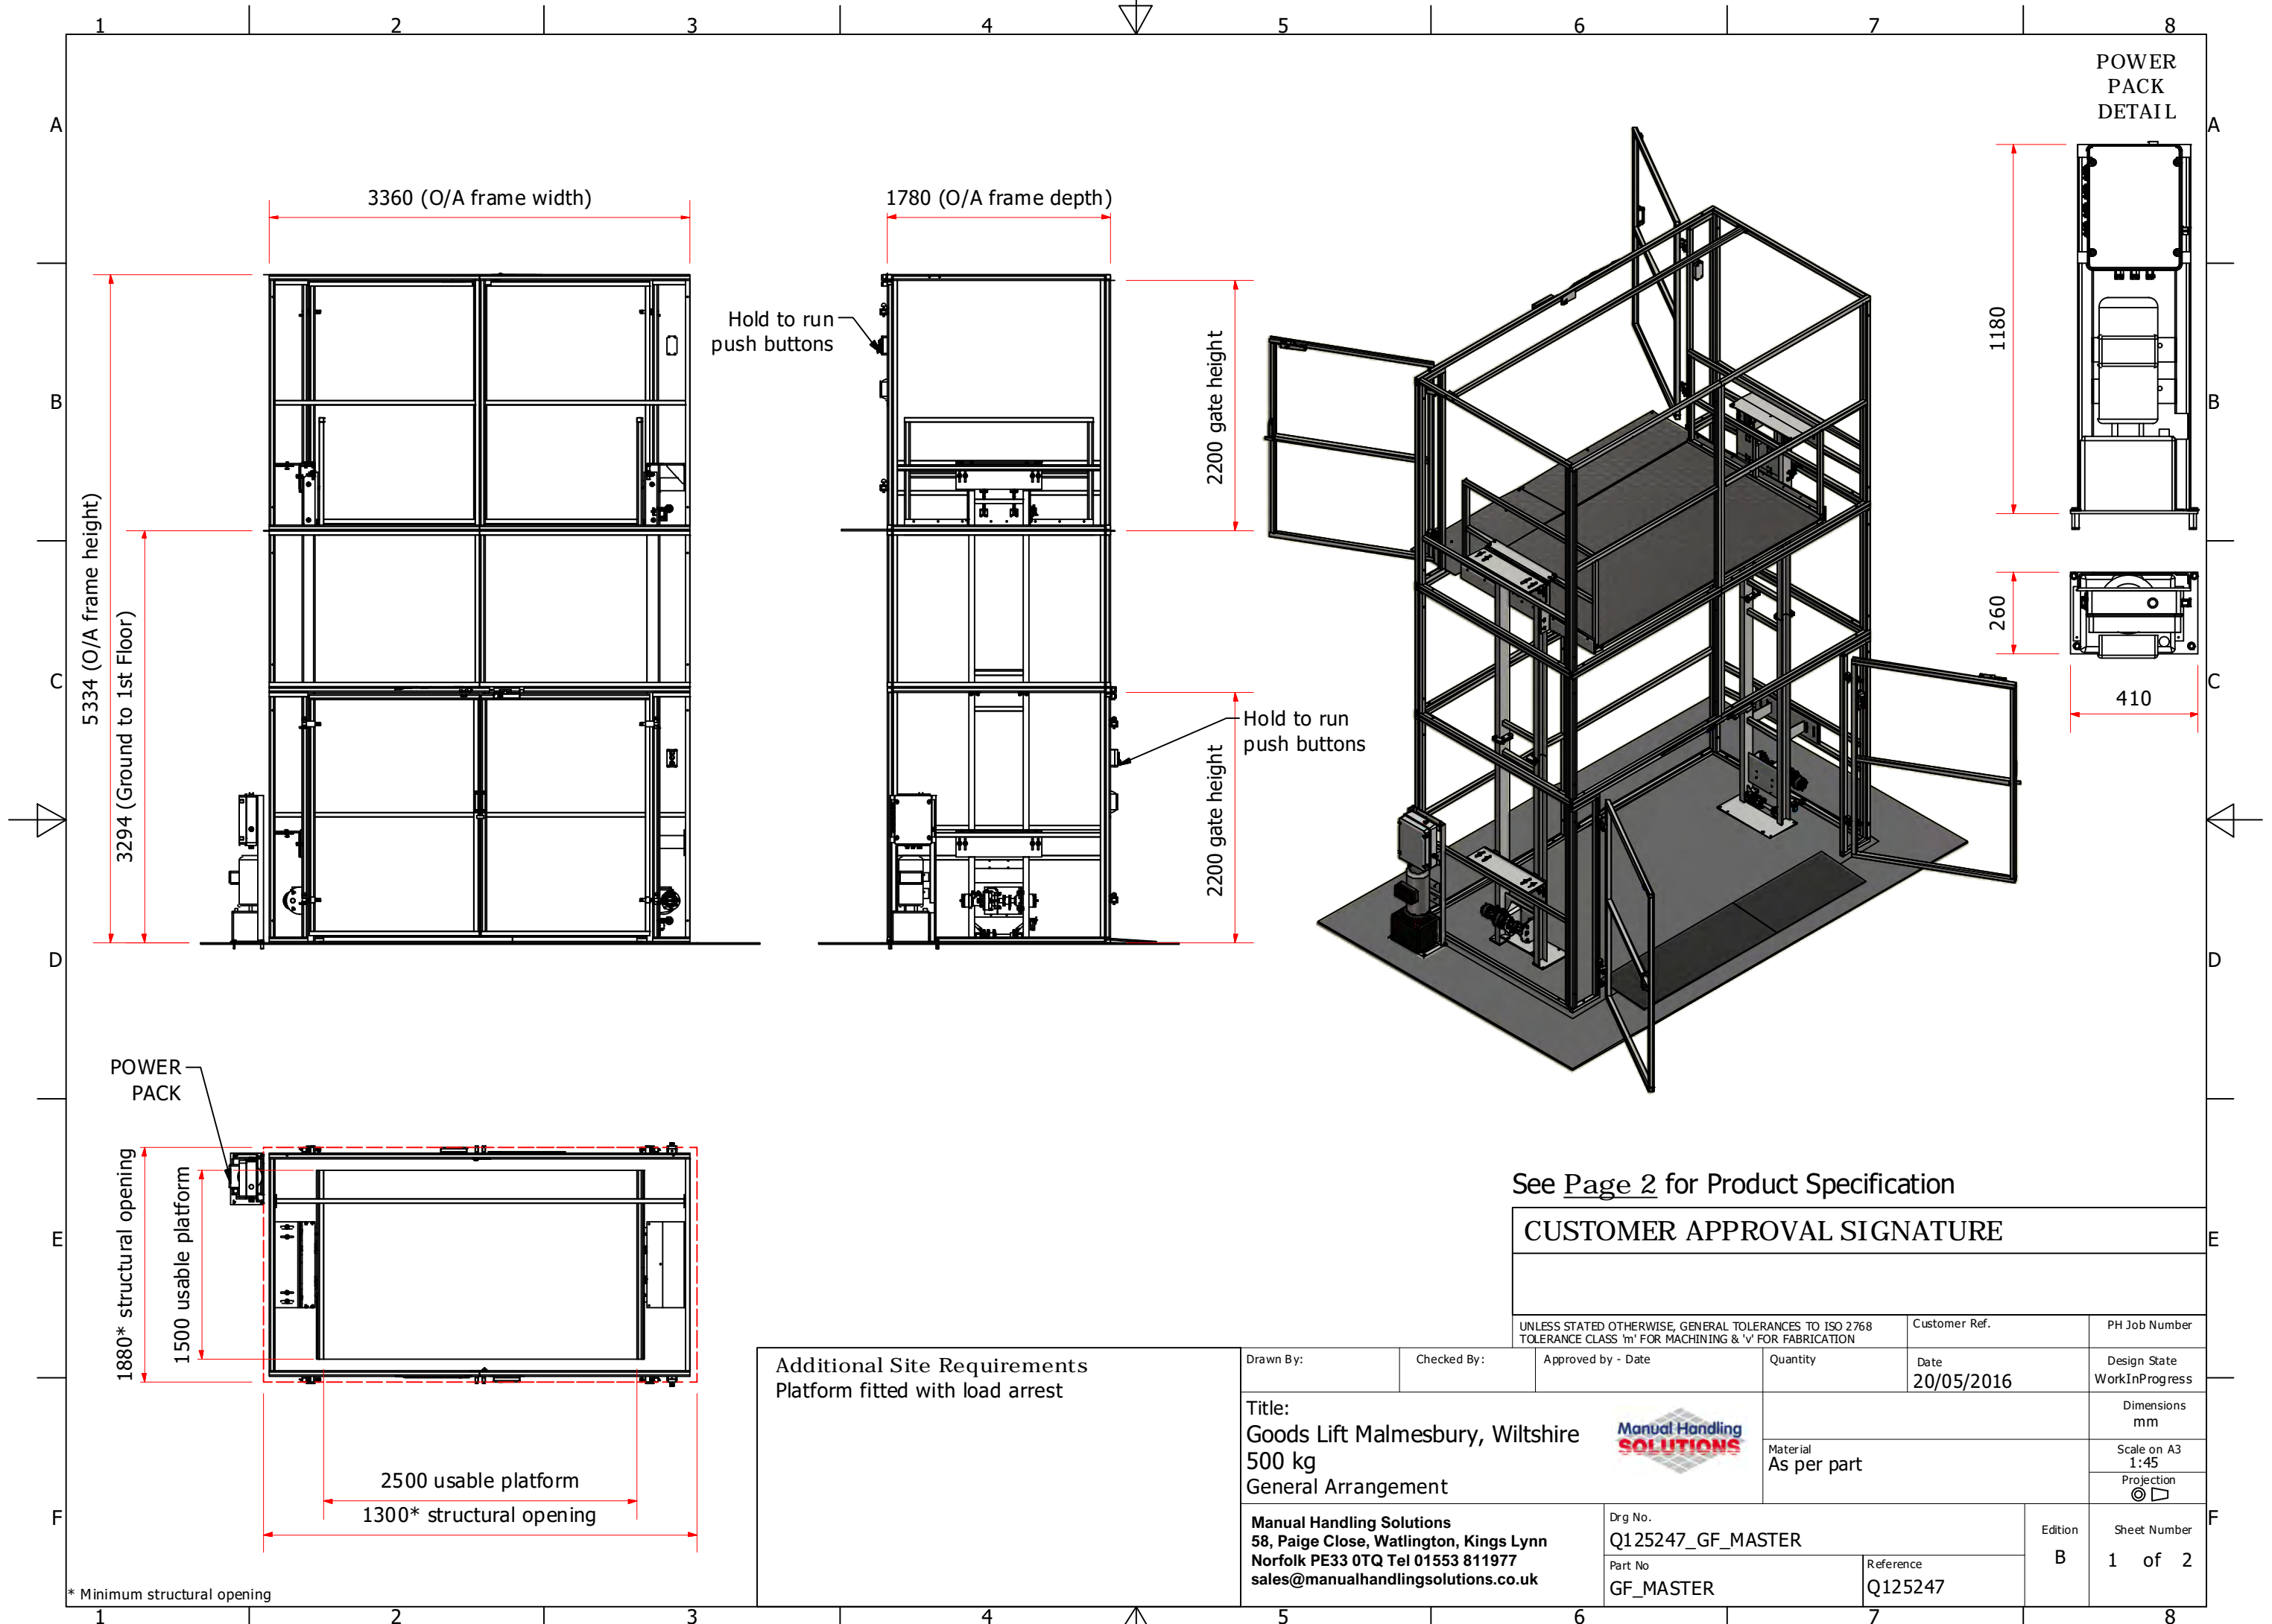 1 2 3 4 5 6 7 8
A
B
C
D
E
F
A
B
C
D
E
F
POWER
PACK
DETAIL
3360 (O/A frame width)
1780 (O/A frame depth)
Hold to run
push buttons
2200 gate height
5334 (O/A frame height)
3294 (Ground to 1st Floor)
Hold to run
push buttons
2200 gate height
1180
260
410
POWER
PACK
1880* structural opening
1500 usable platform
2500 usable platform
1300* structural opening
* Minimum structural opening
See Page 2 for Product Specification
CUSTOMER APPROVAL SIGNATURE
UNLESS STATED OTHERWISE, GENERAL TOLERANCES TO ISO 2768
TOLERANCE CLASS 'm' FOR MACHINING & 'v' FOR FABRICATION
Customer Ref.
PH Job Number
Additional Site Requirements
Platform fitted with load arrest
Drawn By:
Checked By:
Approved by - Date
Quantity
Date
20/05/2016
Design State
WorkInProgress
Title:
Goods Lift Malmesbury, Wiltshire
500 kg
General Arrangement
Manual Handling
SOLUTIONS
Material
As per part
Dimensions
mm
Scale on A3
1:45
Projection
Manual Handling Solutions
58, Paige Close, Watlington, Kings Lynn
Norfolk PE33 0TQ Tel 01553 811977
sales@manualhandlingsolutions.co.uk
Drg No.
Q125247_GF_MASTER
Part No
GF_MASTER
Reference
Q125247
Edition
B
Sheet Number
1 of 2
1 2 3 4 5 6 7 8